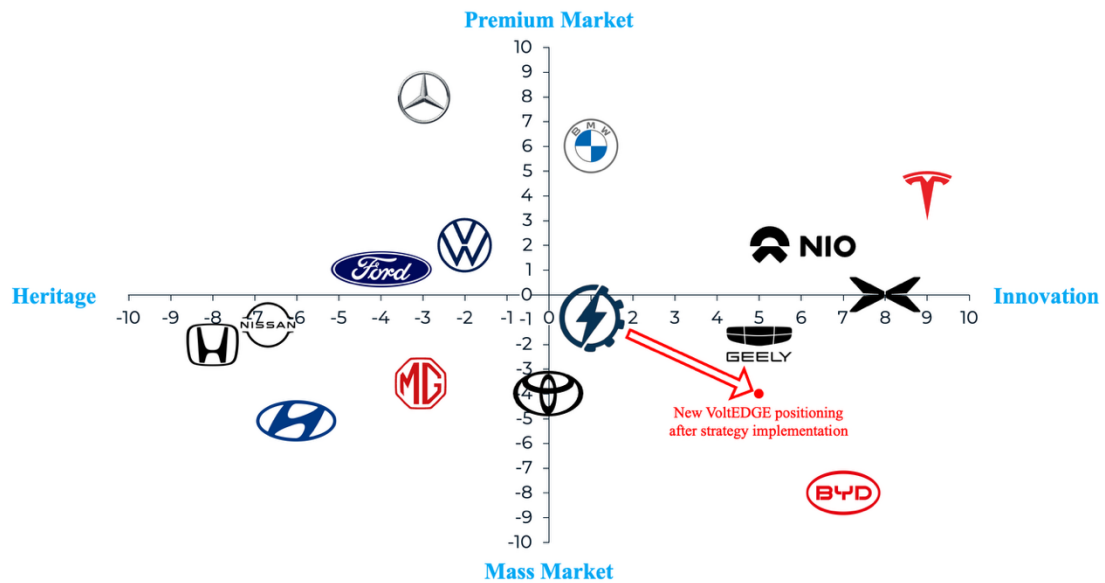 Premium Market
10
9
8
7
BMW
6
5
4
3
2
NIO
1
Ford
0
Heritage
Innovation
-10 -9 -8 -7 -6 -5 -4 -3 -2 -1 -1 2 3 4 5 6 7 8 9 10
NISSAN
-2
GEELY
-3
MG
-5
New VoltEDGE positioning
after strategy implementation
-6
-7
-8
BYD
-9
-10
Mass Market